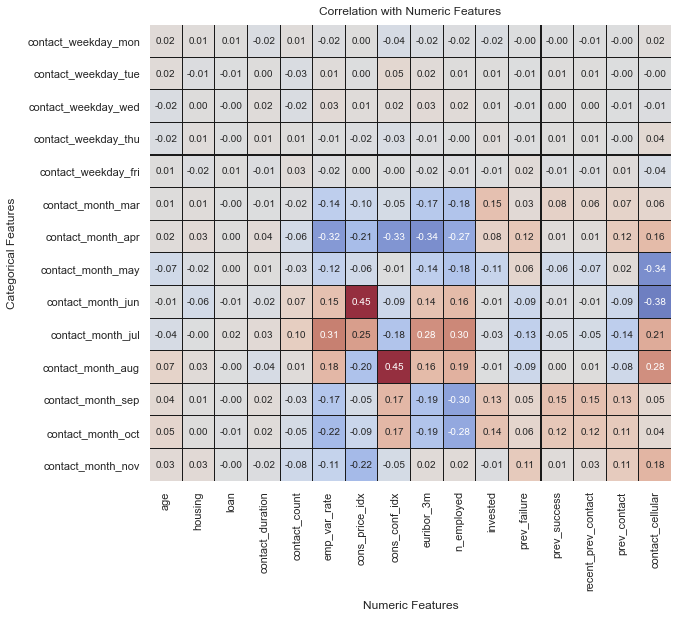 Correlation with Numeric Features
Categorical Features
contact_weekday_mon 0.02 0.01 0.01 -0.02 0.01 -0.02 0.00 -0.04 -0.02 -0.02 -0.02 -0.00 -0.00 -0.01 -0.00 0.02
contact_weekday_tue 0.02 -0.01 -0.01 0.00 -0.03 0.01 0.00 0.05 0.02 0.01 0.01 -0.01 0.01 0.01 -0.00 -0.00
contact_weekday_wed -0.02 0.00 -0.00 0.02 -0.02 0.03 0.01 0.02 0.03 0.02 0.01 -0.01 0.00 0.00 -0.01 -0.01
contact_weekday_thu -0.02 0.01 -0.00 0.01 0.01 -0.01 -0.02 -0.03 -0.01 -0.00 0.01 -0.01 0.01 0.01 -0.00 0.04
contact_weekday_fri 0.01 -0.02 0.01 -0.01 0.03 -0.02 0.00 -0.00 -0.02 -0.01 -0.01 0.02 -0.01 -0.00 0.01 -0.04
contact_month_mar 0.01 0.01 -0.00 -0.01 -0.02 -0.14 -0.10 -0.05 -0.17 -0.18 0.15 0.03 0.08 0.06 0.07 0.06
contact_month_apr 0.02 0.03 0.00 0.04 -0.06 -0.32 -0.21 -0.33 -0.34 -0.27 0.08 0.12 0.01 0.01 0.12 0.16
contact_month_may -0.07 -0.02 0.00 0.01 -0.03 -0.12 -0.06 -0.01 -0.14 -0.18 -0.11 0.06 -0.06 -0.07 0.02 -0.34
contact_month_jun -0.01 -0.06 -0.01 -0.02 0.07 0.15 0.45 -0.09 0.14 0.16 -0.01 -0.09 -0.01 -0.01 -0.09 -0.38
contact_month_jul -0.04 -0.00 0.02 0.03 0.10 0.31 0.25 -0.18 0.28 0.30 -0.03 -0.13 -0.05 -0.05 -0.14 0.21
contact_month_aug 0.07 0.03 -0.00 -0.04 0.01 0.18 -0.20 0.45 0.16 0.19 -0.01 -0.09 0.00 0.01 -0.08 0.28
contact_month_sep 0.04 0.01 -0.00 0.02 -0.03 -0.17 -0.05 0.17 -0.19 -0.30 0.13 0.05 0.15 0.15 0.13 0.05
contact_month_oct 0.05 0.00 -0.01 0.02 -0.05 -0.22 -0.09 0.17 -0.19 -0.28 0.14 0.06 0.12 0.12 0.11 0.04
contact_month_nov 0.03 0.03 -0.00 -0.02 -0.08 -0.11 -0.22 -0.05 0.02 0.02 -0.01 0.11 0.01 0.03 0.11 0.18
age housing loan contact_duration contact_count emp_var_rate cons_price_idx cons_conf_idx euribor_3m n_employed invested prev_failure prev_success recent_prev_contact prev_contact contact_cellular
Numeric Features